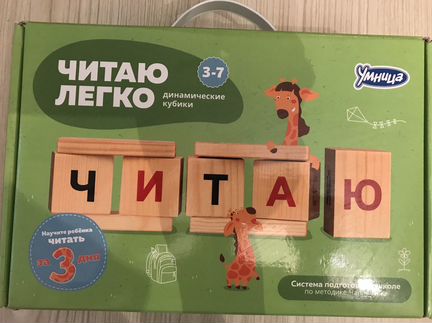 ЧИТАЮ
ЛЕГКО
3-7
динамические
кубики
Умница
Ч И Т А Ю
Научите ребёнка
читать
за 3 дня
Система подготовки к школе
по методике